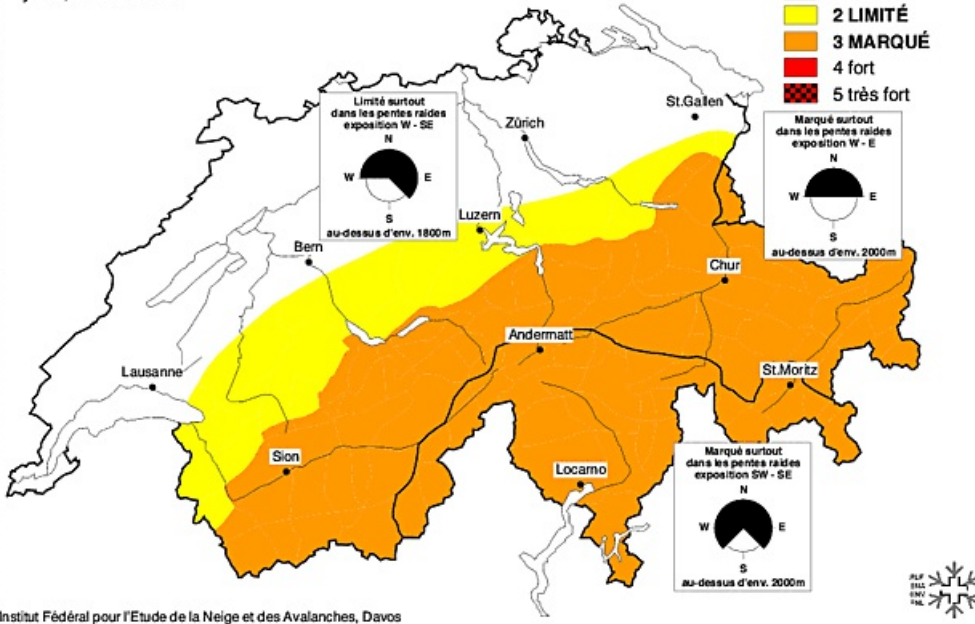 2 LIMITÉ
3 MARQUÉ
4 fort
5 très fort
Limité surtout
dans les pentes raides
exposition W - SE
N
W E
S
au-dessus d'env. 1800m
Zürich
St.Gallen
Marqué surtout
dans les pentes raides
exposition W - E
N
W E
S
au-dessus d'env. 2000m
Luzern
Bern
Chur
Andermatt
Lausanne
St.Moritz
Sion
Locarno
Marqué surtout
dans les pentes raides
exposition SW - SE
N
W E
S
au-dessus d'env. 2000m
SLF
ENV
Institut Fédéral pour l'Etude de la Neige et des Avalanches, Davos